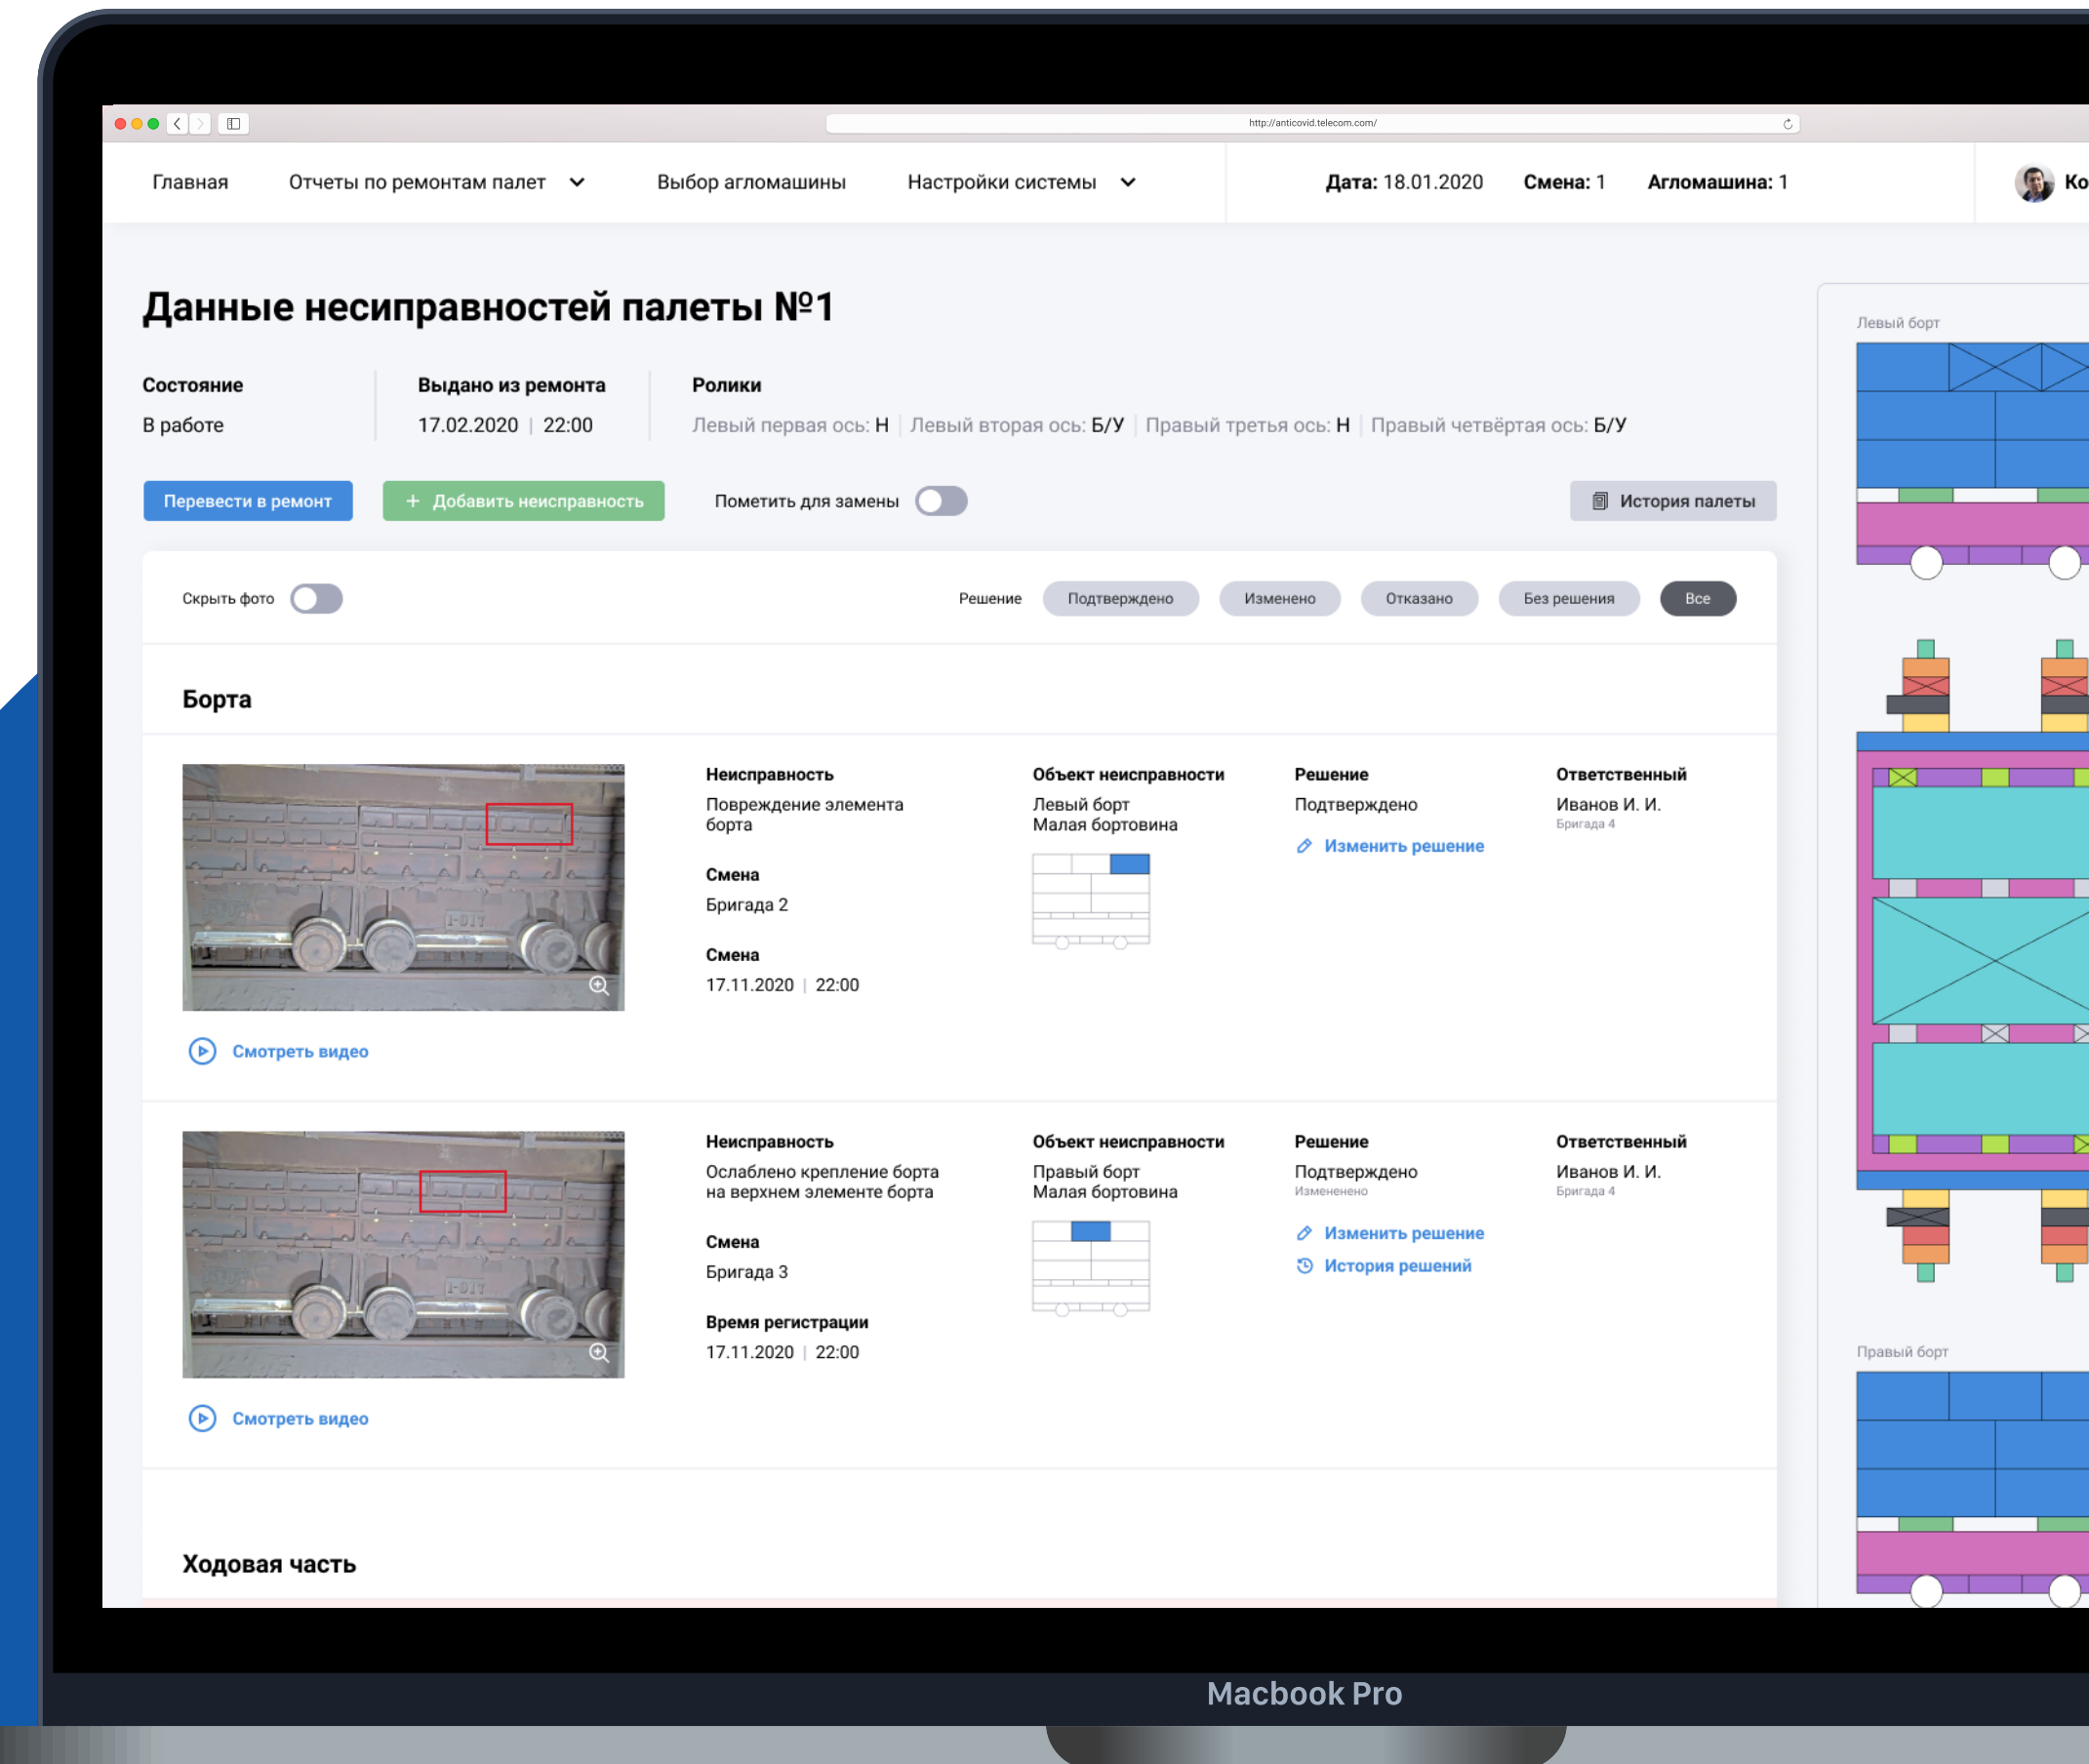 http://anticovid.telecom.com/
Главная
Отчеты по ремонтам палет
Выбор агломашины
Настройки системы
Дата: 18.01.2020
Смена: 1
Агломашина: 1
Ко
Данные несиправностей палеты №1
Состояние
В работе
Выдано из ремонта
17.02.2020 | 22:00
Ролики
Левый первая ось: Н | Левый вторая ось: Б/У | Правый третья ось: Н | Правый четвёртая ось: Б/У
Перевести в ремонт
+ Добавить неисправность
Пометить для замены
История палеты
Скрыть фото
Решение
Подтверждено
Изменено
Отказано
Без решения
Все
Борта
Неисправность
Повреждение элемента
борта
Смена
Бригада 2
Смена
17.11.2020 | 22:00
Объект неисправности
Левый борт
Малая бортовина
Решение
Подтверждено
Изменить решение
Ответственный
Иванов И. И.
Бригада 4
1-017
Смотреть видео
Неисправность
Ослаблено крепление борта
на верхнем элементе борта
Смена
Бригада 3
Время регистрации
17.11.2020 | 22:00
Объект неисправности
Правый борт
Малая бортовина
Решение
Подтверждено
Измененено
Изменить решение
История решений
Ответственный
Иванов И. И.
Бригада 4
1-017
Смотреть видео
Ходовая часть
Левый борт
Правый борт
Macbook Pro